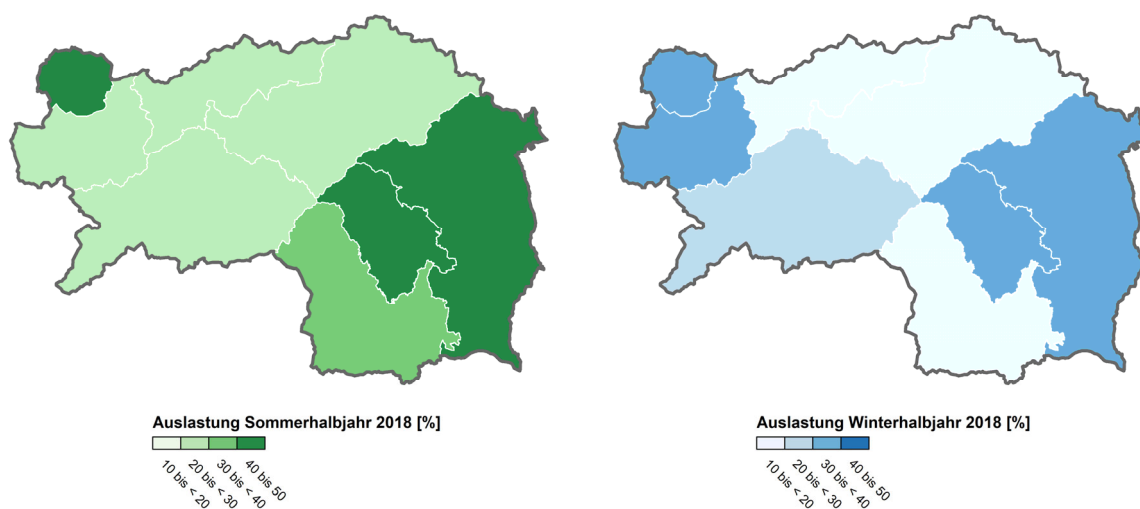 Auslastung Sommerhalbjahr 2018 [%]
10 bis < 20
20 bis < 30
30 bis < 40
40 bis 50
Auslastung Winterhalbjahr 2018 [%]
10 bis < 20
20 bis < 30
30 bis < 40
40 bis 50